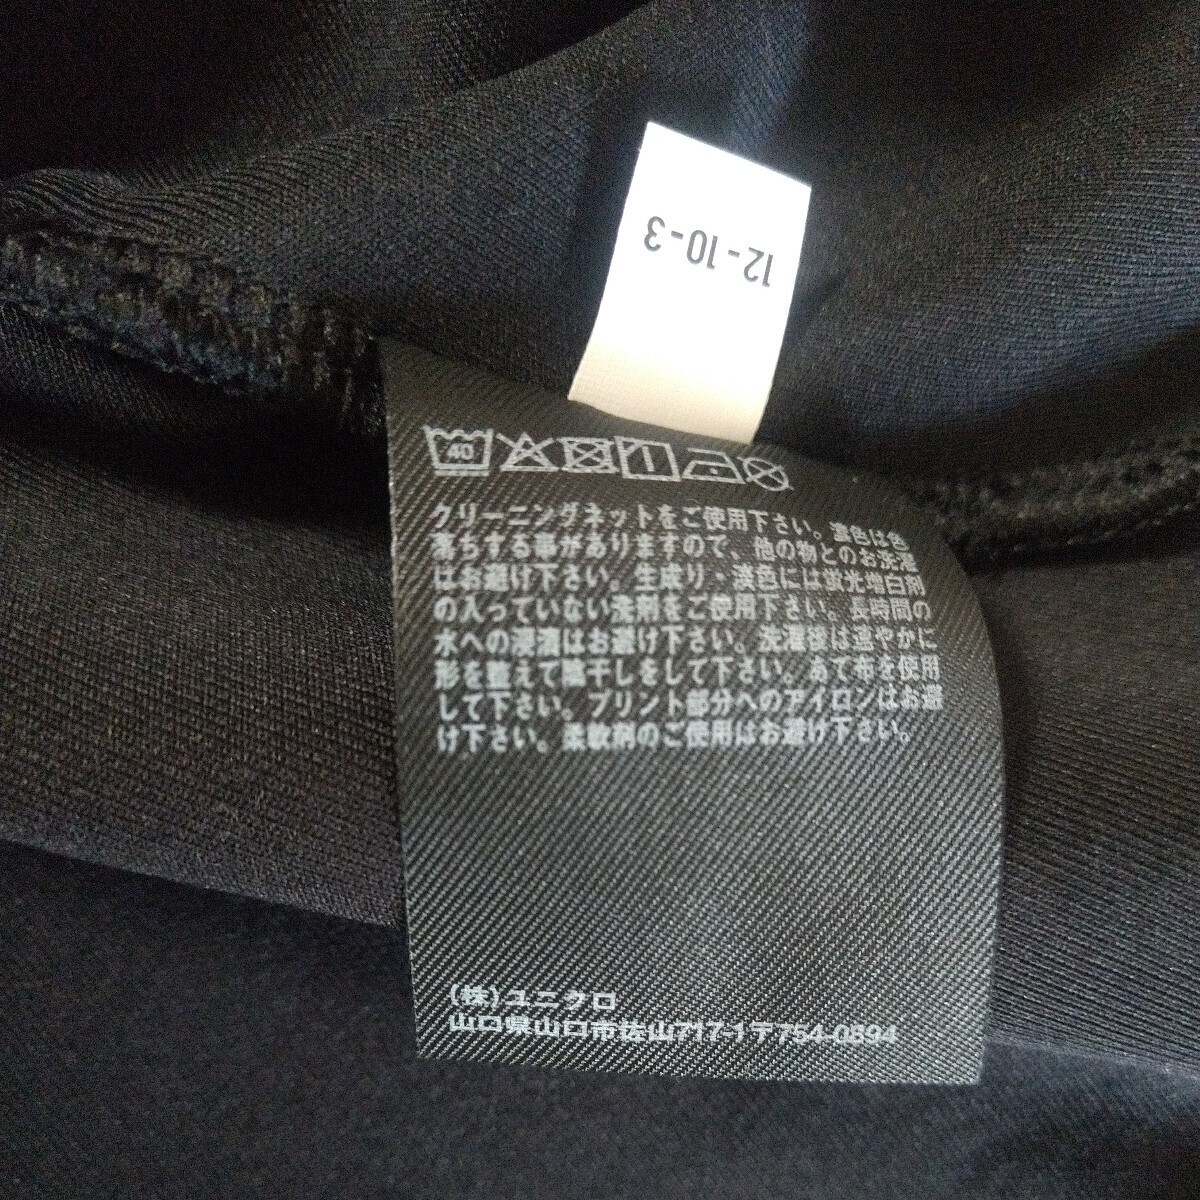 12-10-3
40
クリーニングネットをご使用下さい。濃色は色
落ちする事がありますので、他の物とのお洗濯
はお避け下さい。生成り・淡色には蛍光増白剤
の入っていない洗剤をご使用下さい。長時間の
水への浸漬はお避け下さい。洗濯後は速やかに
形を整えて陰干しをして下さい。あて布を使用
して下さい。プリント部分へのアイロンはお避
け下さい。柔軟剤のご使用はお避け下さい。
(株)ユニクロ
山口県山口市佐山717-1〒754-0894